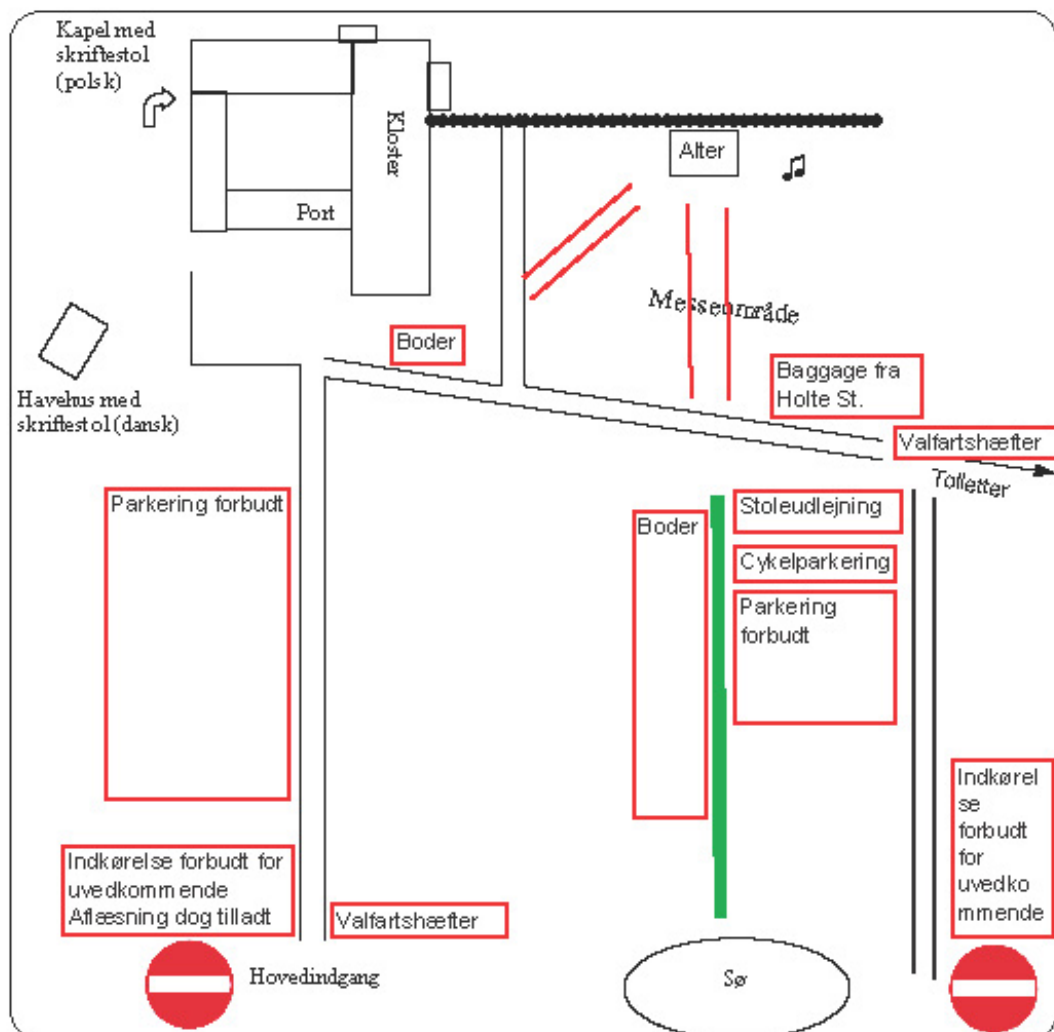 Kapel med
skriftestol
(polsk)
Kloster
Alter
Port
Messeområde
Boder
Havehus med
skriftestol (dansk)
Baggage fra
Holte St.
Valfartshæfter
Toiletter
Parkering forbudt
Boder
Stoleudlejning
Cykelparkering
Parkering
forbudt
Indkørel
se
forbudt
for
uvedko
mmende
Indkørelse forbudt for
uvedkommende
Aflæsning dog tilladt
Valfartshæfter
Hovedindgang
Sø